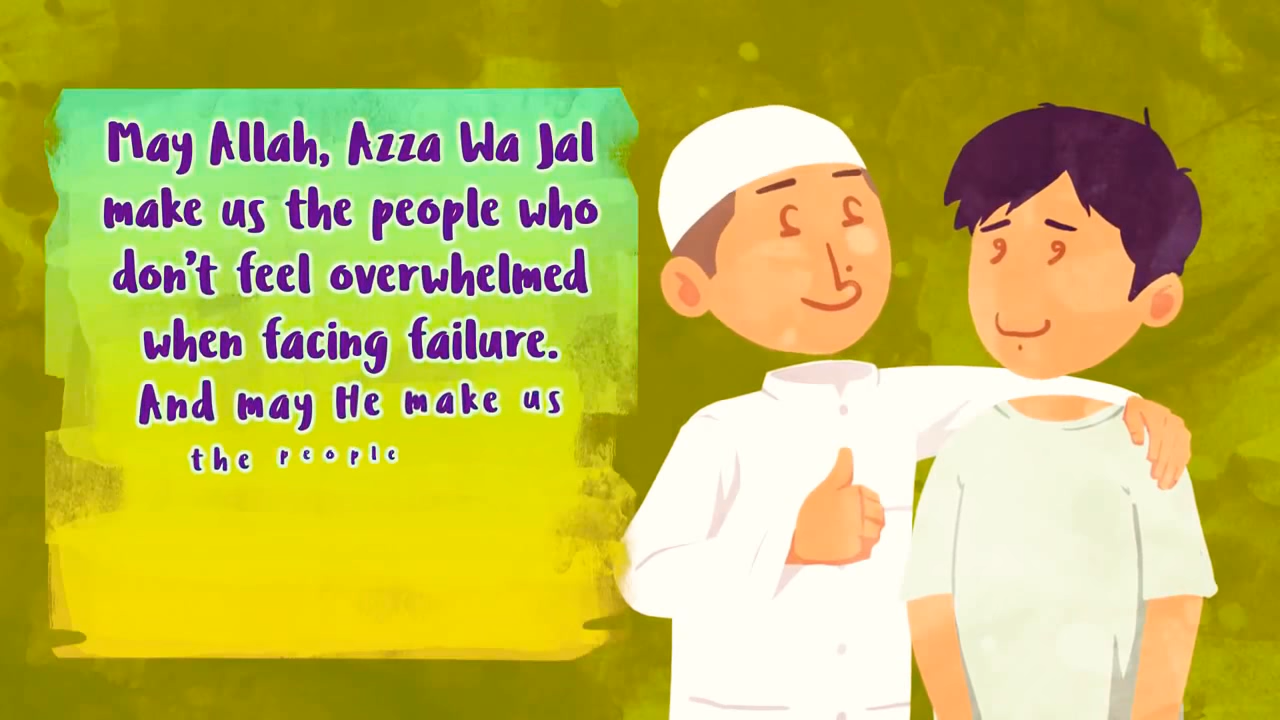 May Allah, Azza Wa Jal
make us the people who
don't feel overwhelmed
when facing failure.
And may He make us
the people